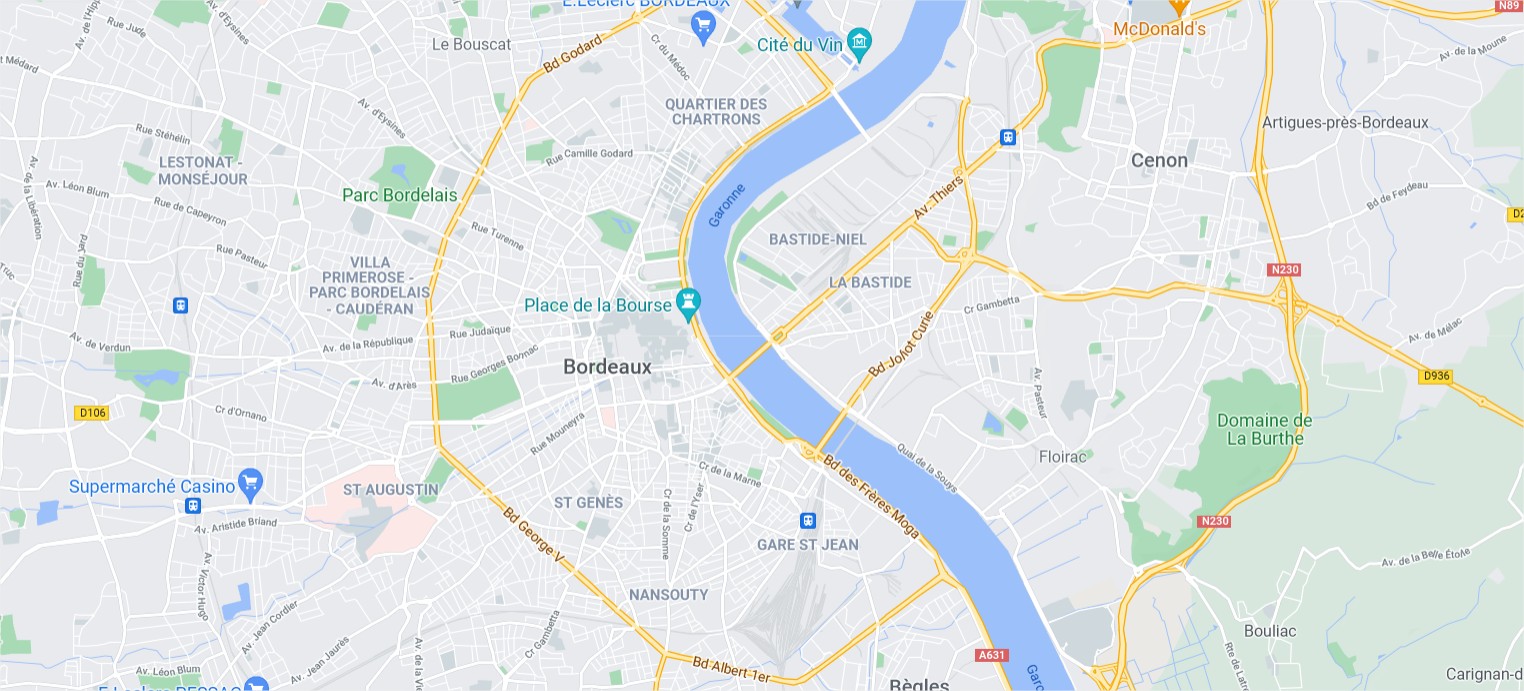 E.Leclerc BORDEAUX
N89
Av. d'Eysines
McDonald's
Rue Jude
Le Bouscat
Cité du Vin
Bd Godard
Cr du Médoc
Av. de la Moune
t Médard
Av. d'Eysines
QUARTIER DES
CHARTRONS
Artigues-près-Bordeaux
Rue Stéhélin
Rue Camille Godard
LESTONAT -
MONSÉJOUR
Cenon
Av. de la Libération
Av. Léon Blum
Parc Bordelais
Av. Thiers
Garonne
Bd de Feydeau
Rue de Capeyron
Rue Turenne
BASTIDE-NIEL
Rue Pasteur
Rue du Jard
VILLA
PRIMEROSE -
PARC BORDELAIS
- CAUDÉRAN
N230
LA BASTIDE
Place de la Bourse
Cr Gambetta
Rue Judaïque
Av. de Mélac
Av. de Verdun
Av. de la République
Bd Joliot Curie
Rue Georges Bonnac
Bordeaux
D936
Av. d'Arès
Av. Pasteur
D106
Cr d'Ornano
Rue Mouneyra
Domaine de
La Burthe
Quai de la Souys
Floirac
Supermarché Casino
ST AUGUSTIN
Cr de la Marne
Bd des Frères Moga
ST GENÈS
Cr de l'Yser
Cr de la Somme
Av. Aristide Briand
Bd George V
N230
GARE ST JEAN
Av. de la Belle Étoile
Av. Victor Hugo
NANSOUTY
Av. Jean Cordier
Cr Gambetta
Bouliac
Av. Jean Jaurès
A631
Av. Léon Blum
Bd Albert 1er
Carignan-d
E.Leclerc PESSAC
Bègles
Garo